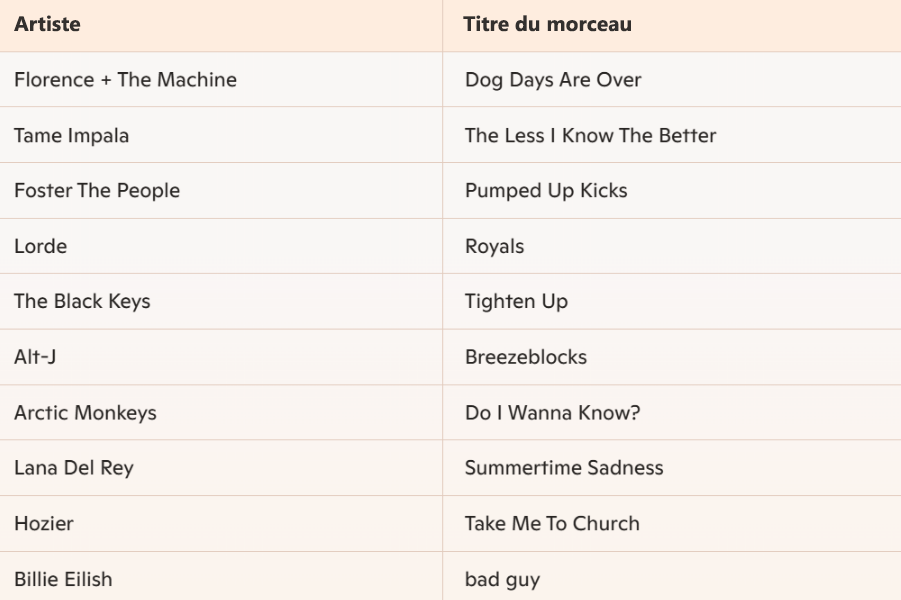 Artiste Titre du morceau
Florence + The Machine Dog Days Are Over
Tame Impala The Less I Know The Better
Foster The People Pumped Up Kicks
Lorde Royals
The Black Keys Tighten Up
Alt-J Breezeblocks
Arctic Monkeys Do I Wanna Know?
Lana Del Rey Summertime Sadness
Hozier Take Me To Church
Billie Eilish bad guy